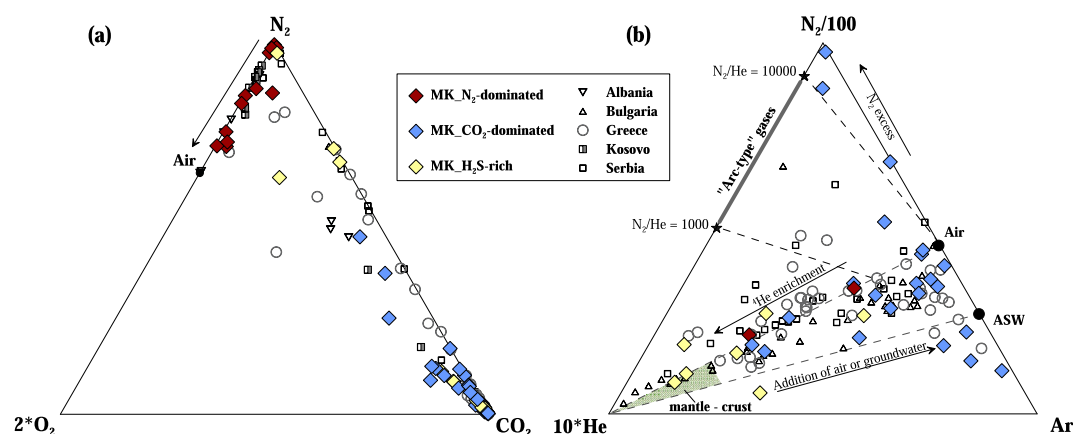 (a)
N₂
Air
2*O₂
CO₂
MK_N₂-dominated
MK_CO₂-dominated
MK_H₂S-rich
Albania
Bulgaria
Greece
Kosovo
Serbia
(b)
N₂/100
N₂/He = 10000
N₂ excess
"Arc-type" gases
N₂/He = 1000
Air
⁴He enrichment
ASW
Addition of air or groundwater
mantle - crust
10*He
Ar